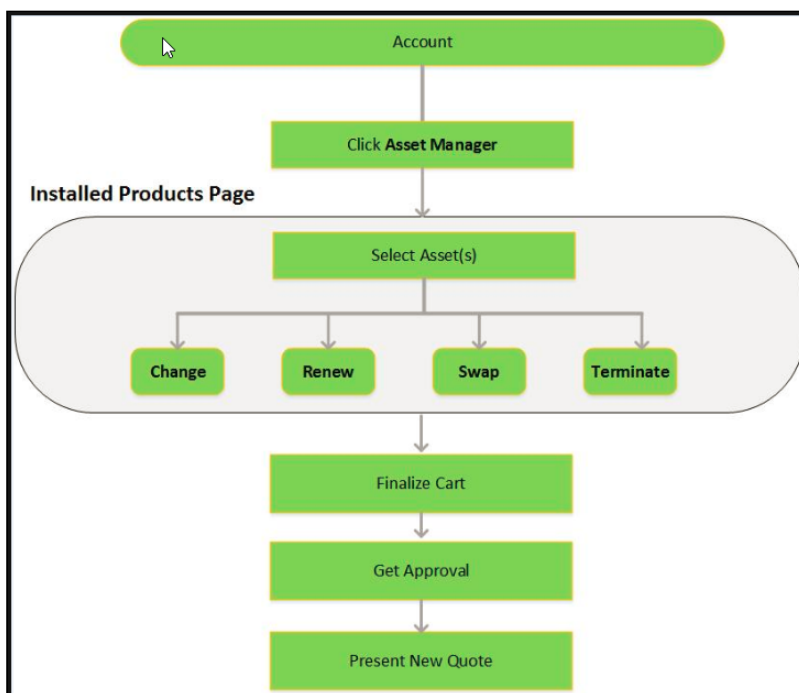 Account
Click Asset Manager
Installed Products Page
Select Asset(s)
Change Renew Swap Terminate
Finalize Cart
Get Approval
Present New Quote